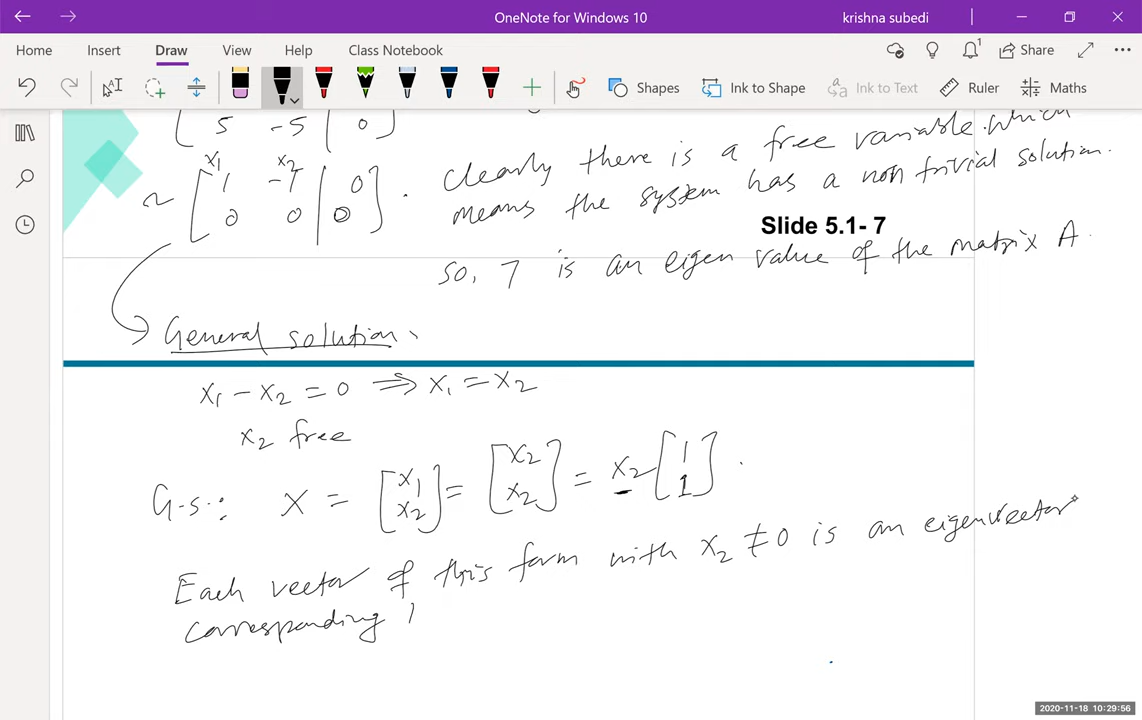 OneNote for Windows 10
krishna subedi
Home Insert Draw View Help Class Notebook
1 Share
Shapes Ink to Shape Ink to Text Ruler Maths
5 -5 | 0
x1 x2
~ [ 1 -1 | 0
0 0 | 0 ] .
clearly there is a free variable. which
means the system has a non trivial solution.
Slide 5.1- 7
so, 7 is an eigen value of the matrix A.
General solution:
x1 - x2 = 0 ⇒ x1 = x2
x2 free
G.s.: X = [x1 x2] = [x2 x2] = x2 [1 1] .
Each vector of this form with x2 ≠ 0 is an eigenvector
corresponding
2020-11-18 10:29:56